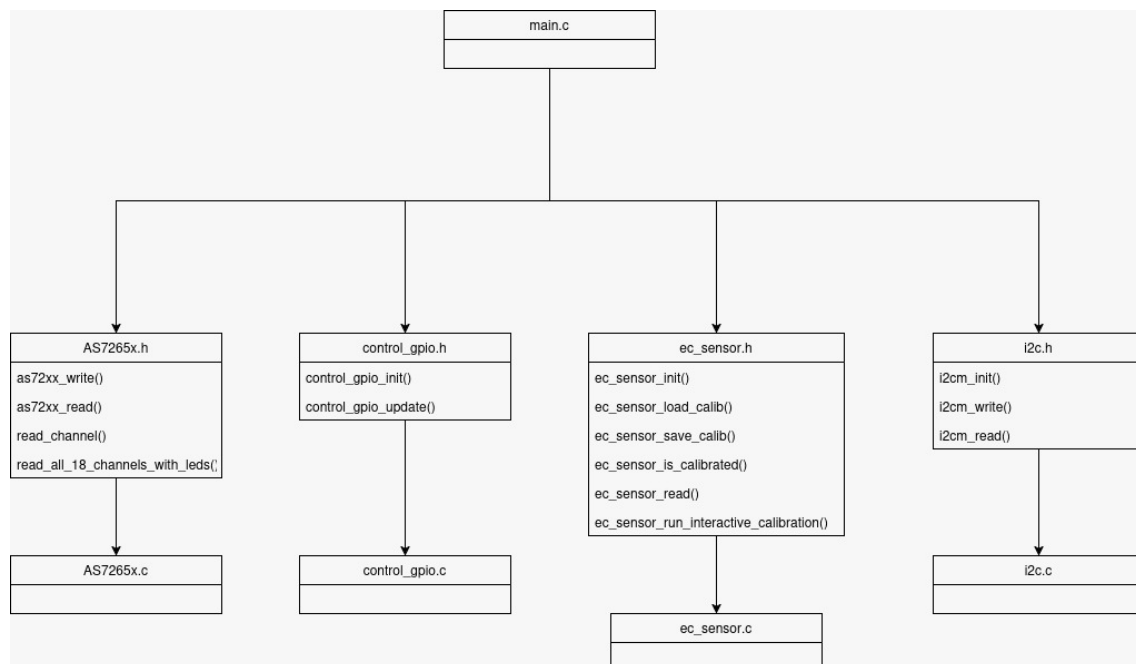 main.c
AS7265x.h
as72xx_write()
as72xx_read()
read_channel()
read_all_18_channels_with_leds()
control_gpio.h
control_gpio_init()
control_gpio_update()
ec_sensor.h
ec_sensor_init()
ec_sensor_load_calib()
ec_sensor_save_calib()
ec_sensor_is_calibrated()
ec_sensor_read()
ec_sensor_run_interactive_calibration()
i2c.h
i2cm_init()
i2cm_write()
i2cm_read()
AS7265x.c
control_gpio.c
ec_sensor.c
i2c.c